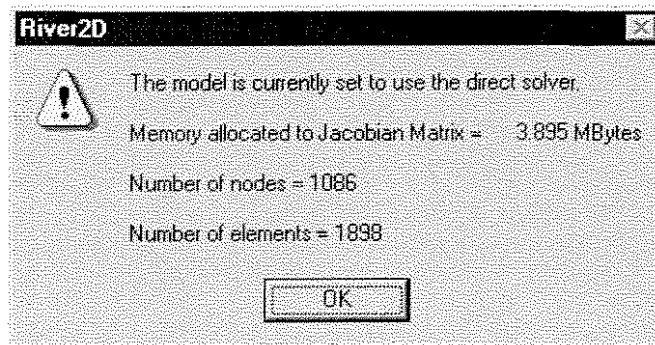 River2D
The model is currently set to use the direct solver.
Memory allocated to Jacobian Matrix = 3.895 MBytes
Number of nodes = 1086
Number of elements = 1898
OK